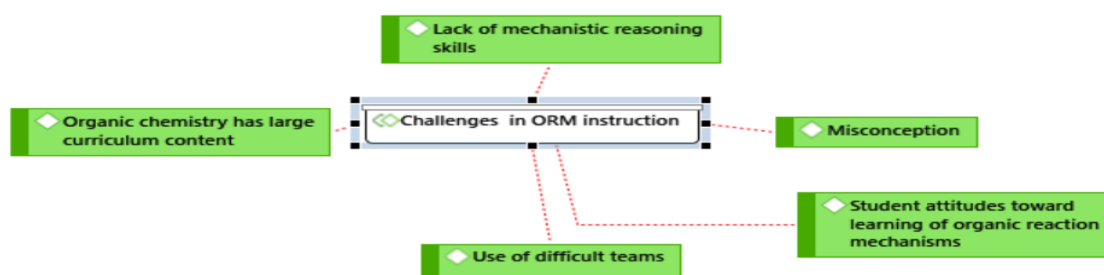 Lack of mechanistic reasoning
skills
Organic chemistry has large
curriculum content
Challenges in ORM instruction
Misconception
Student attitudes toward
learning of organic reaction
mechanisms
Use of difficult teams